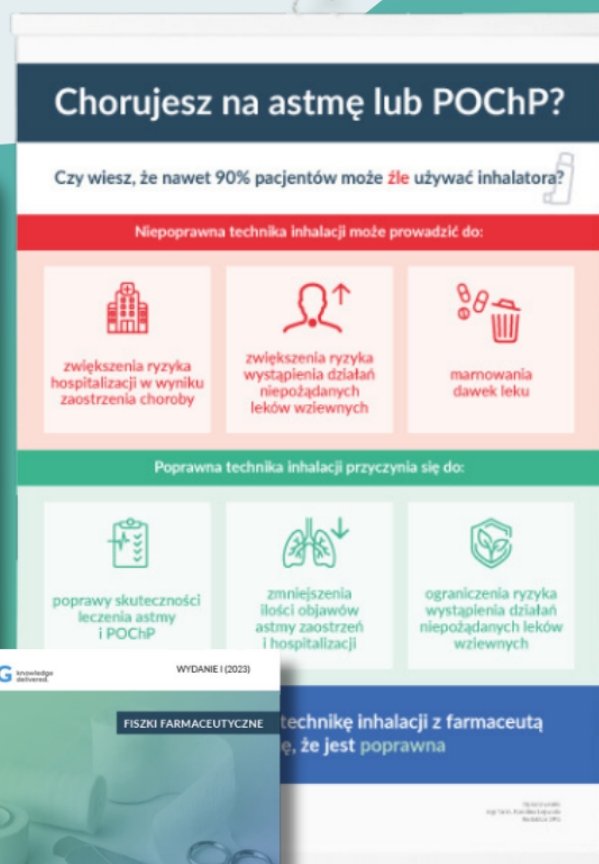 Chorujesz na astmę lub POChP?
Czy wiesz, że nawet 90% pacjentów może źle używać inhalatora?
Niepoprawna technika inhalacji może prowadzić do:
zwiększenia ryzyka
hospitalizacji w wyniku
zaostrzenia choroby
zwiększenia ryzyka
wystąpienia działań
niepożądanych
leków wziewnych
marnowania
dawek leku
Poprawna technika inhalacji przyczynia się do:
poprawy skuteczności
leczenia astmy
i POChP
zmniejszenia
ilości objawów
astmy zaostrzeń
i hospitalizacji
ograniczenia ryzyka
wystąpienia działań
niepożądanych leków
wziewnych
technikę inhalacji z farmaceutą
, że jest poprawna
G knowledge
delivered.
WYDANIE I (2023)
FISZKI FARMACEUTYCZNE